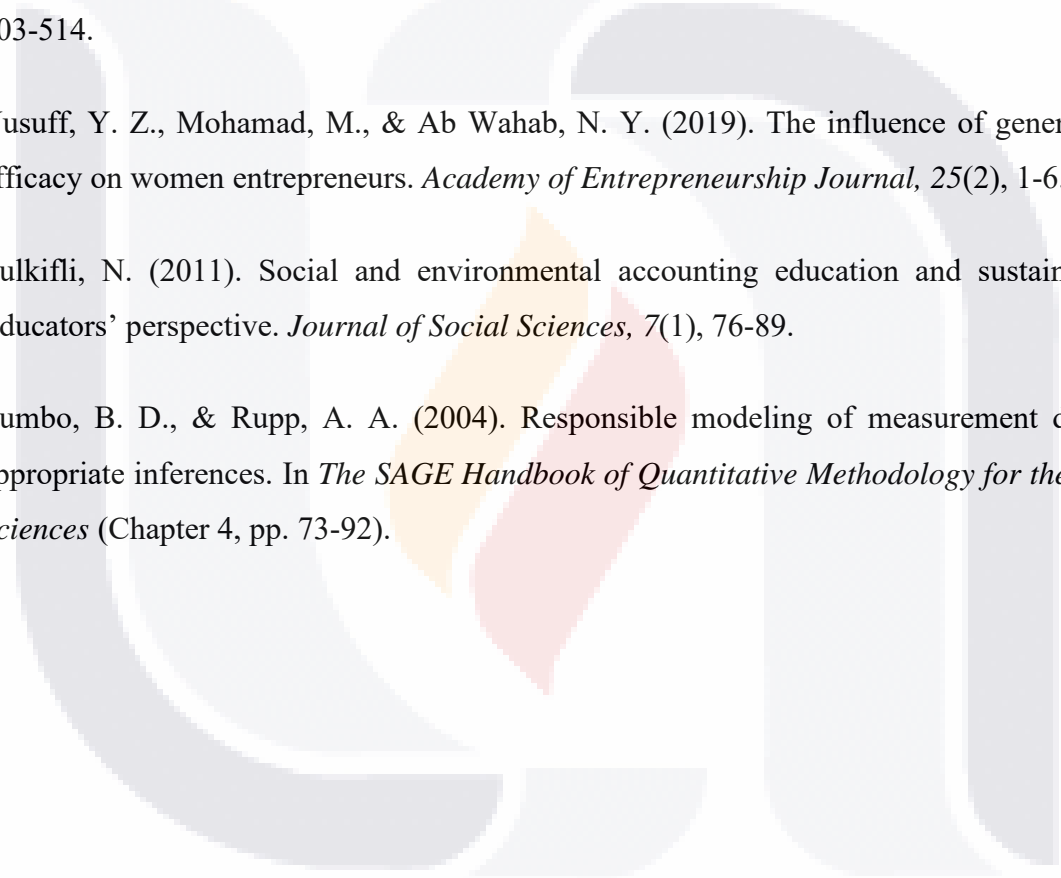 03-514.
usuff, Y. Z., Mohamad, M., & Ab Wahab, N. Y. (2019). The influence of gener
fficacy on women entrepreneurs. Academy of Entrepreneurship Journal, 25(2), 1-6.
ulkifli, N. (2011). Social and environmental accounting education and sustain
ducators’ perspective. Journal of Social Sciences, 7(1), 76-89.
umbo, B. D., & Rupp, A. A. (2004). Responsible modeling of measurement d
ppropriate inferences. In The SAGE Handbook of Quantitative Methodology for the
ciences (Chapter 4, pp. 73-92).